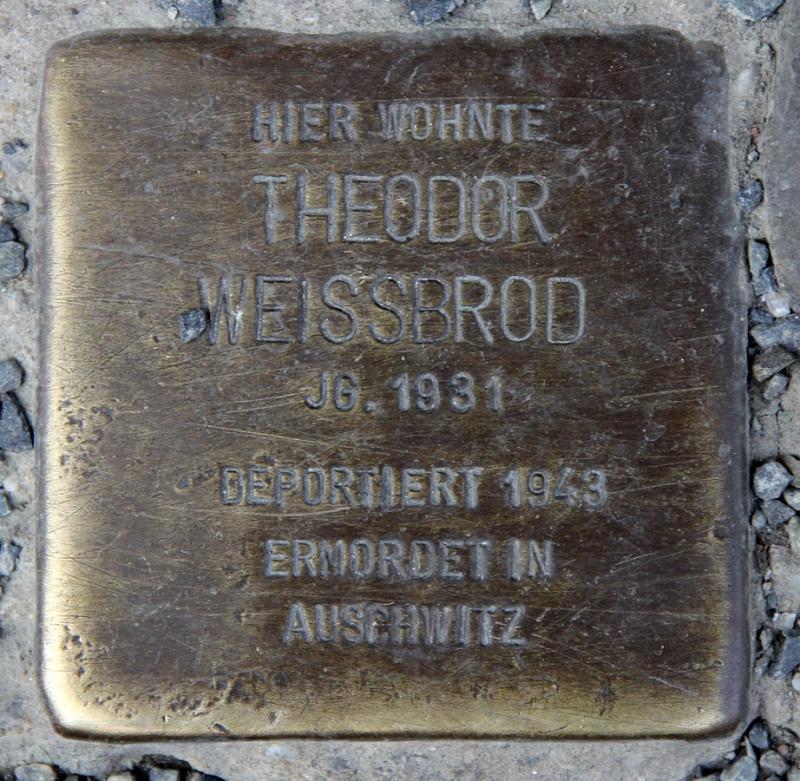 HIER WOHNTE
THEODOR
WEISSBROD
JG. 1931
DEPORTIERT 1943
ERMORDET IN
AUSCHWITZ